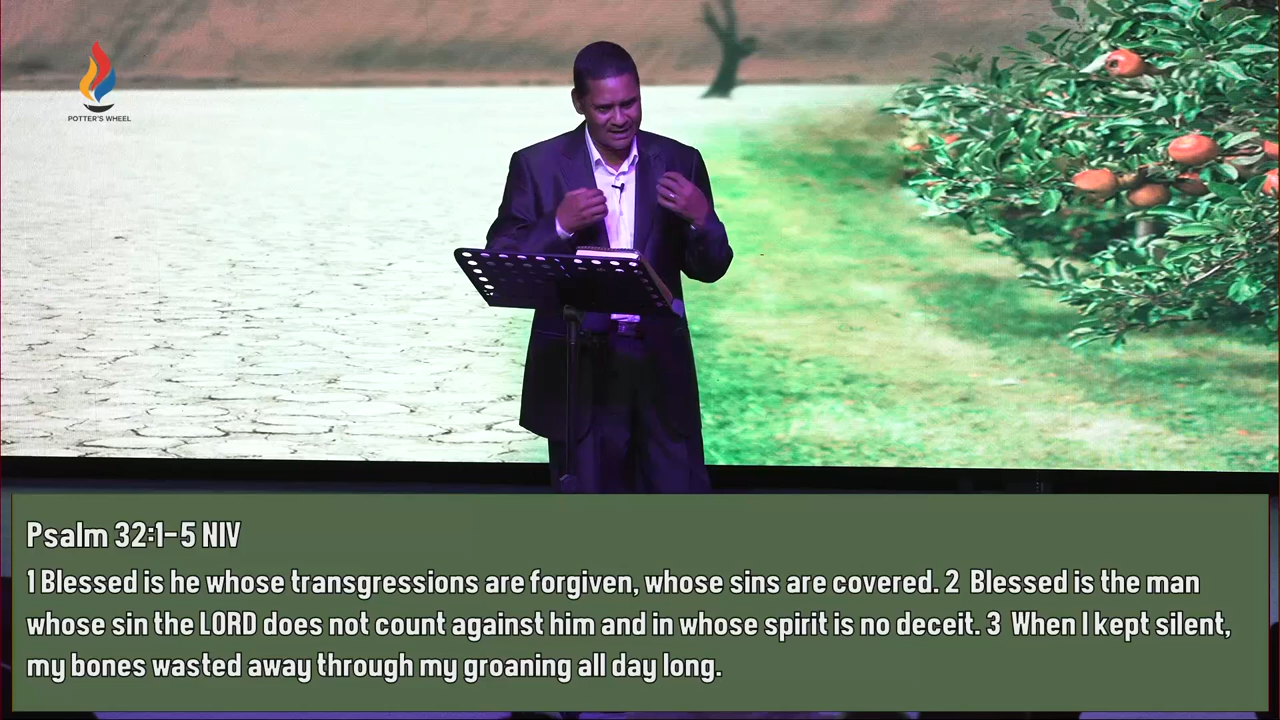 POTTER'S WHEEL
Psalm 32:1-5 NIV
1 Blessed is he whose transgressions are forgiven, whose sins are covered. 2 Blessed is the man
whose sin the LORD does not count against him and in whose spirit is no deceit. 3 When I kept silent,
my bones wasted away through my groaning all day long.